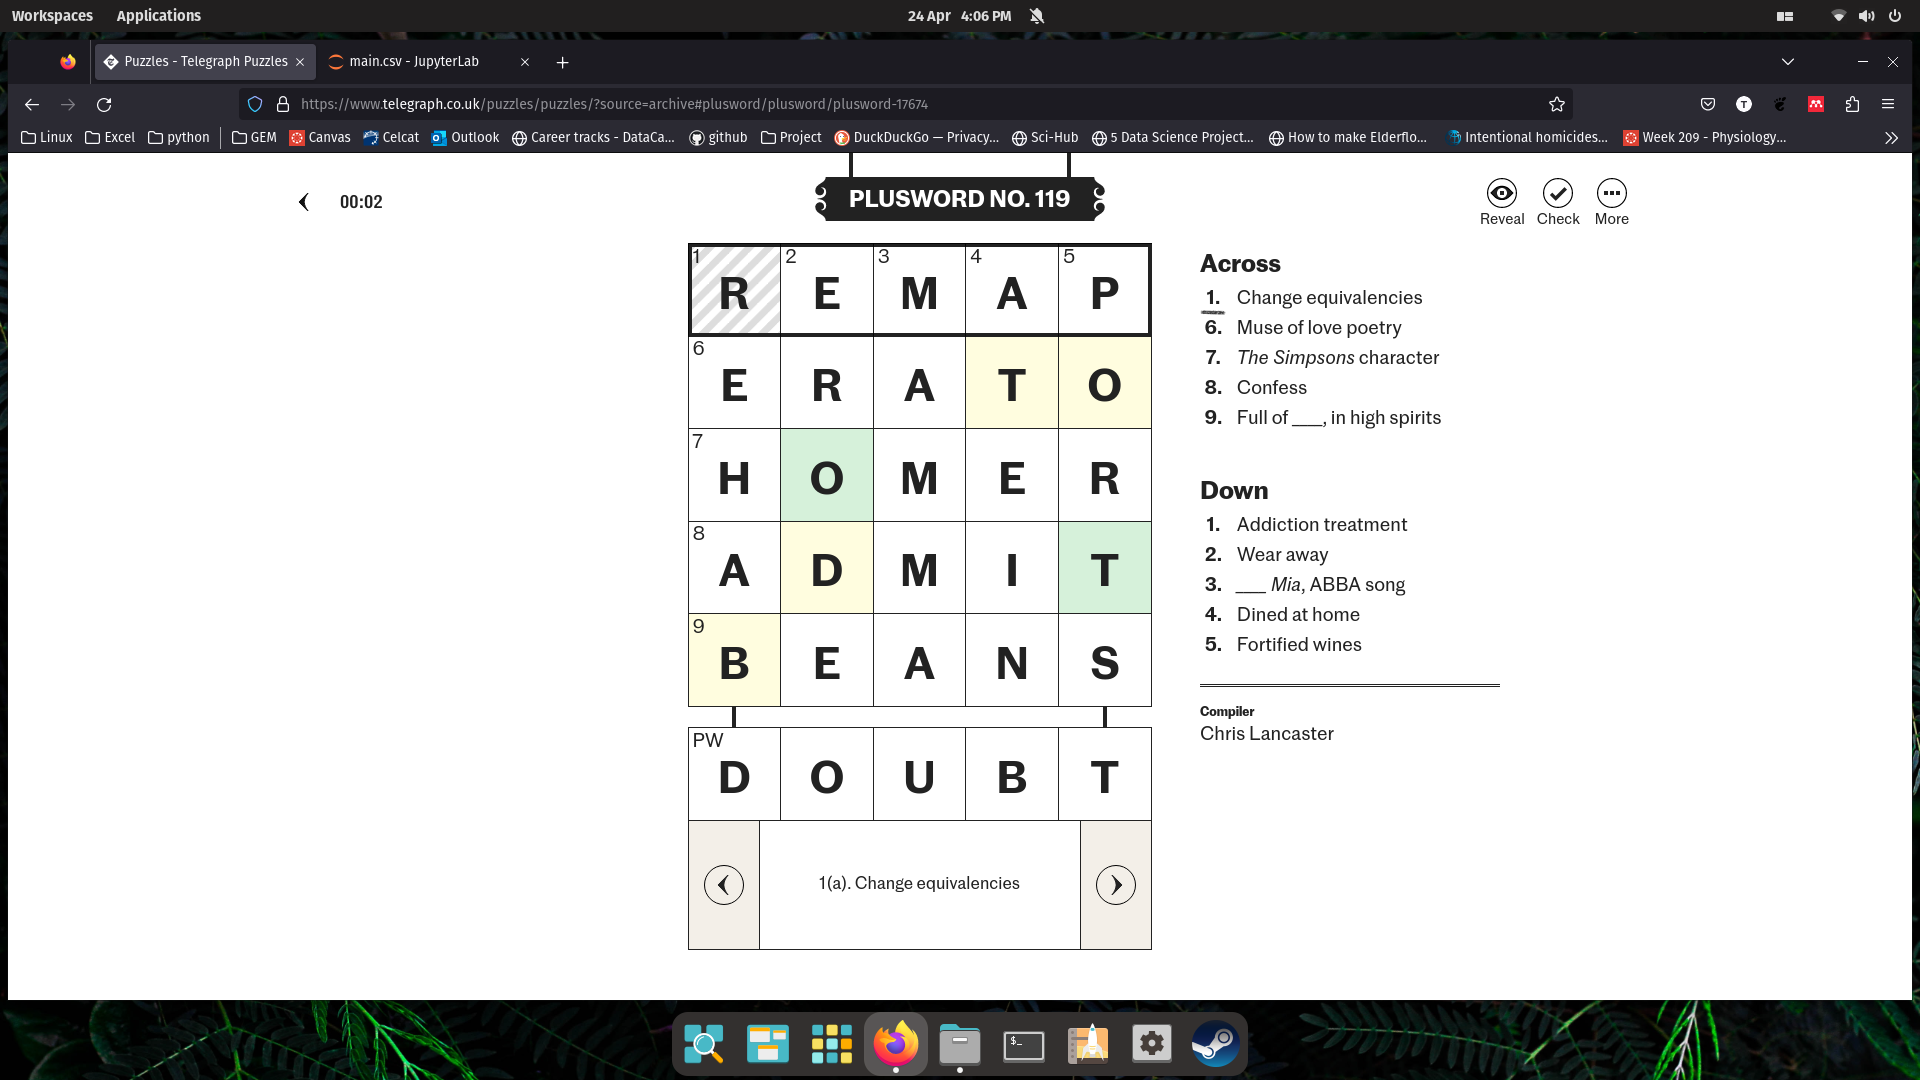 Workspaces Applications 24 Apr 4:06 PM
Puzzles - Telegraph Puzzles main.csv - JupyterLab
https://www.telegraph.co.uk/puzzles/puzzles/?source=archive#plusword/plusword/plusword-17674
Linux Excel python GEM Canvas Celcat Outlook Career tracks - DataCa... github Project DuckDuckGo — Privacy... Sci-Hub 5 Data Science Project... How to make Elderflo... Intentional homicides... Week 209 - Physiology...
00:02
PLUSWORD NO. 119
Reveal Check More
1 R 2 E 3 M 4 A 5 P
6 E R A T O
7 H O M E R
8 A D M I T
9 B E A N S
PW D O U B T
1(a). Change equivalencies
Across
1. Change equivalencies
6. Muse of love poetry
7. The Simpsons character
8. Confess
9. Full of ___, in high spirits
Down
1. Addiction treatment
2. Wear away
3. ___ Mia, ABBA song
4. Dined at home
5. Fortified wines
Compiler
Chris Lancaster